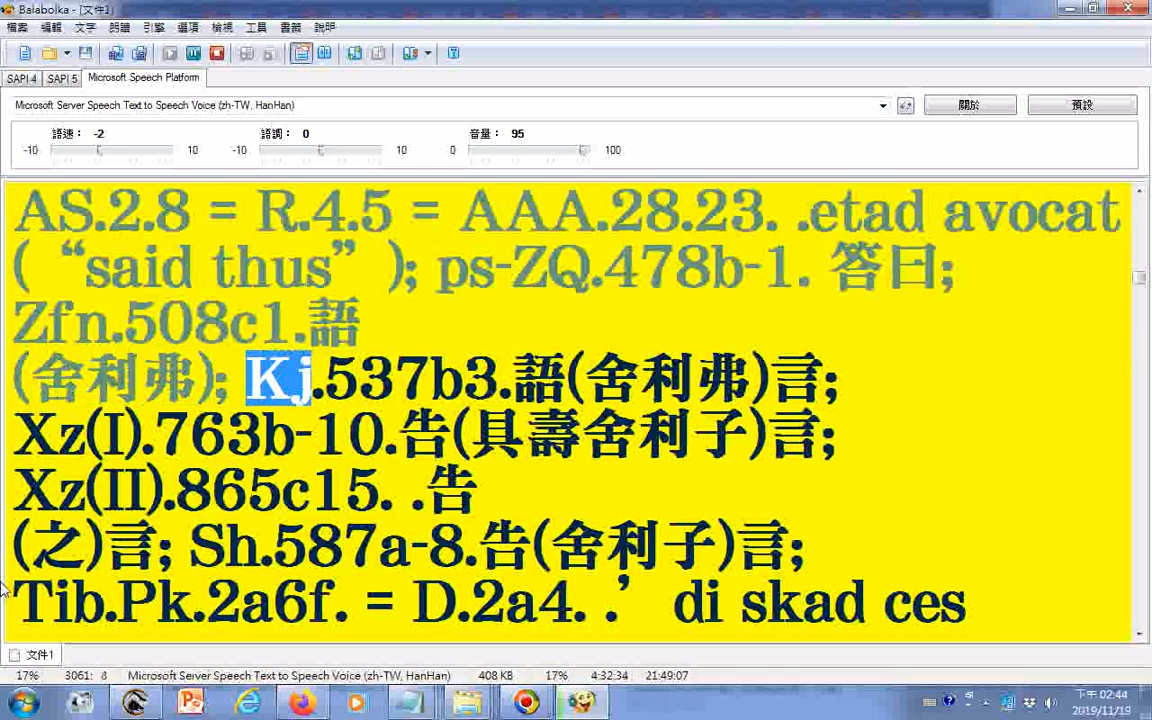 Balabolka - [文件1]
檔案 編輯 文字 朗讀 引擎 選項 檢視 工具 書籤 說明
SAPI 4 SAPI 5 Microsoft Speech Platform
Microsoft Server Speech Text to Speech Voice (zh-TW, HanHan) 關於 預設
語速： -2 語調： 0 音量： 95
-10 10 -10 10 0 100
AS.2.8 = R.4.5 = AAA.28.23. .etad avocat
(“said thus”); ps-ZQ.478b-1. 答曰;
Zfn.508c1.語
(舍利弗); Kj.537b3.語(舍利弗)言;
Xz(I).763b-10.告(具壽舍利子)言;
Xz(II).865c15. .告
(之)言; Sh.587a-8.告(舍利子)言;
Tib.Pk.2a6f. = D.2a4. .’di skad ces
文件1
17% 3061: 8 Microsoft Server Speech Text to Speech Voice (zh-TW, HanHan) 408 KB 17% 4:32:34 21:49:07
下午 02:44
2019/11/19